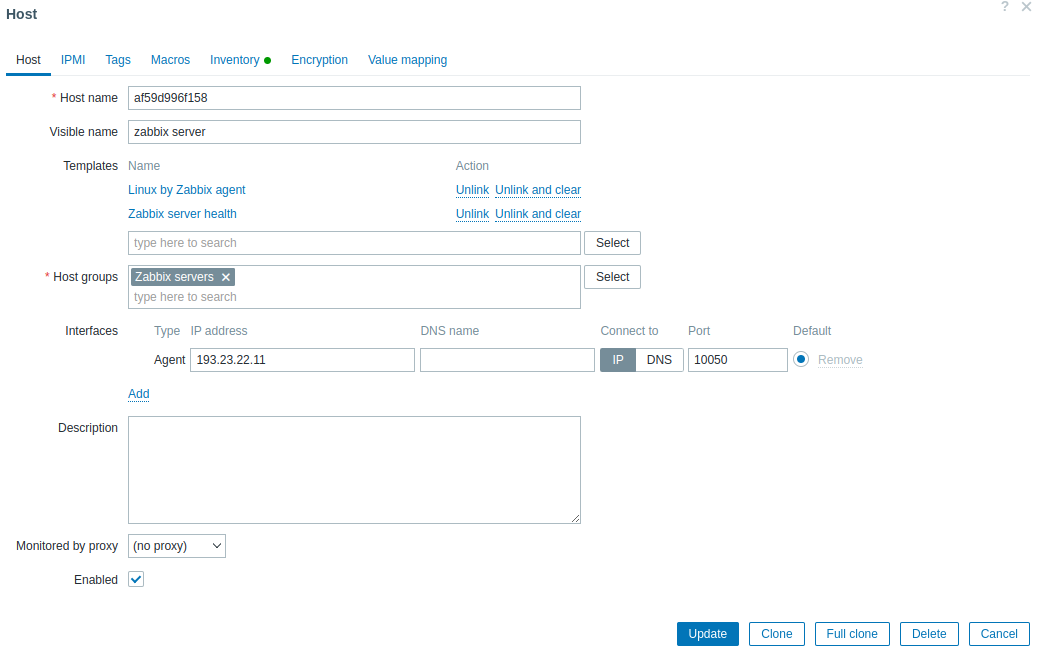 Host ? ×
Host IPMI Tags Macros Inventory Encryption Value mapping
* Host name af59d996f158
Visible name zabbix server
Templates Name Action
Linux by Zabbix agent Unlink Unlink and clear
Zabbix server health Unlink Unlink and clear
type here to search Select
* Host groups Zabbix servers × Select
type here to search
Interfaces Type IP address DNS name Connect to Port Default
Agent 193.23.22.11 IP DNS 10050 Remove
Add
Description
Monitored by proxy (no proxy)
Enabled
Update Clone Full clone Delete Cancel